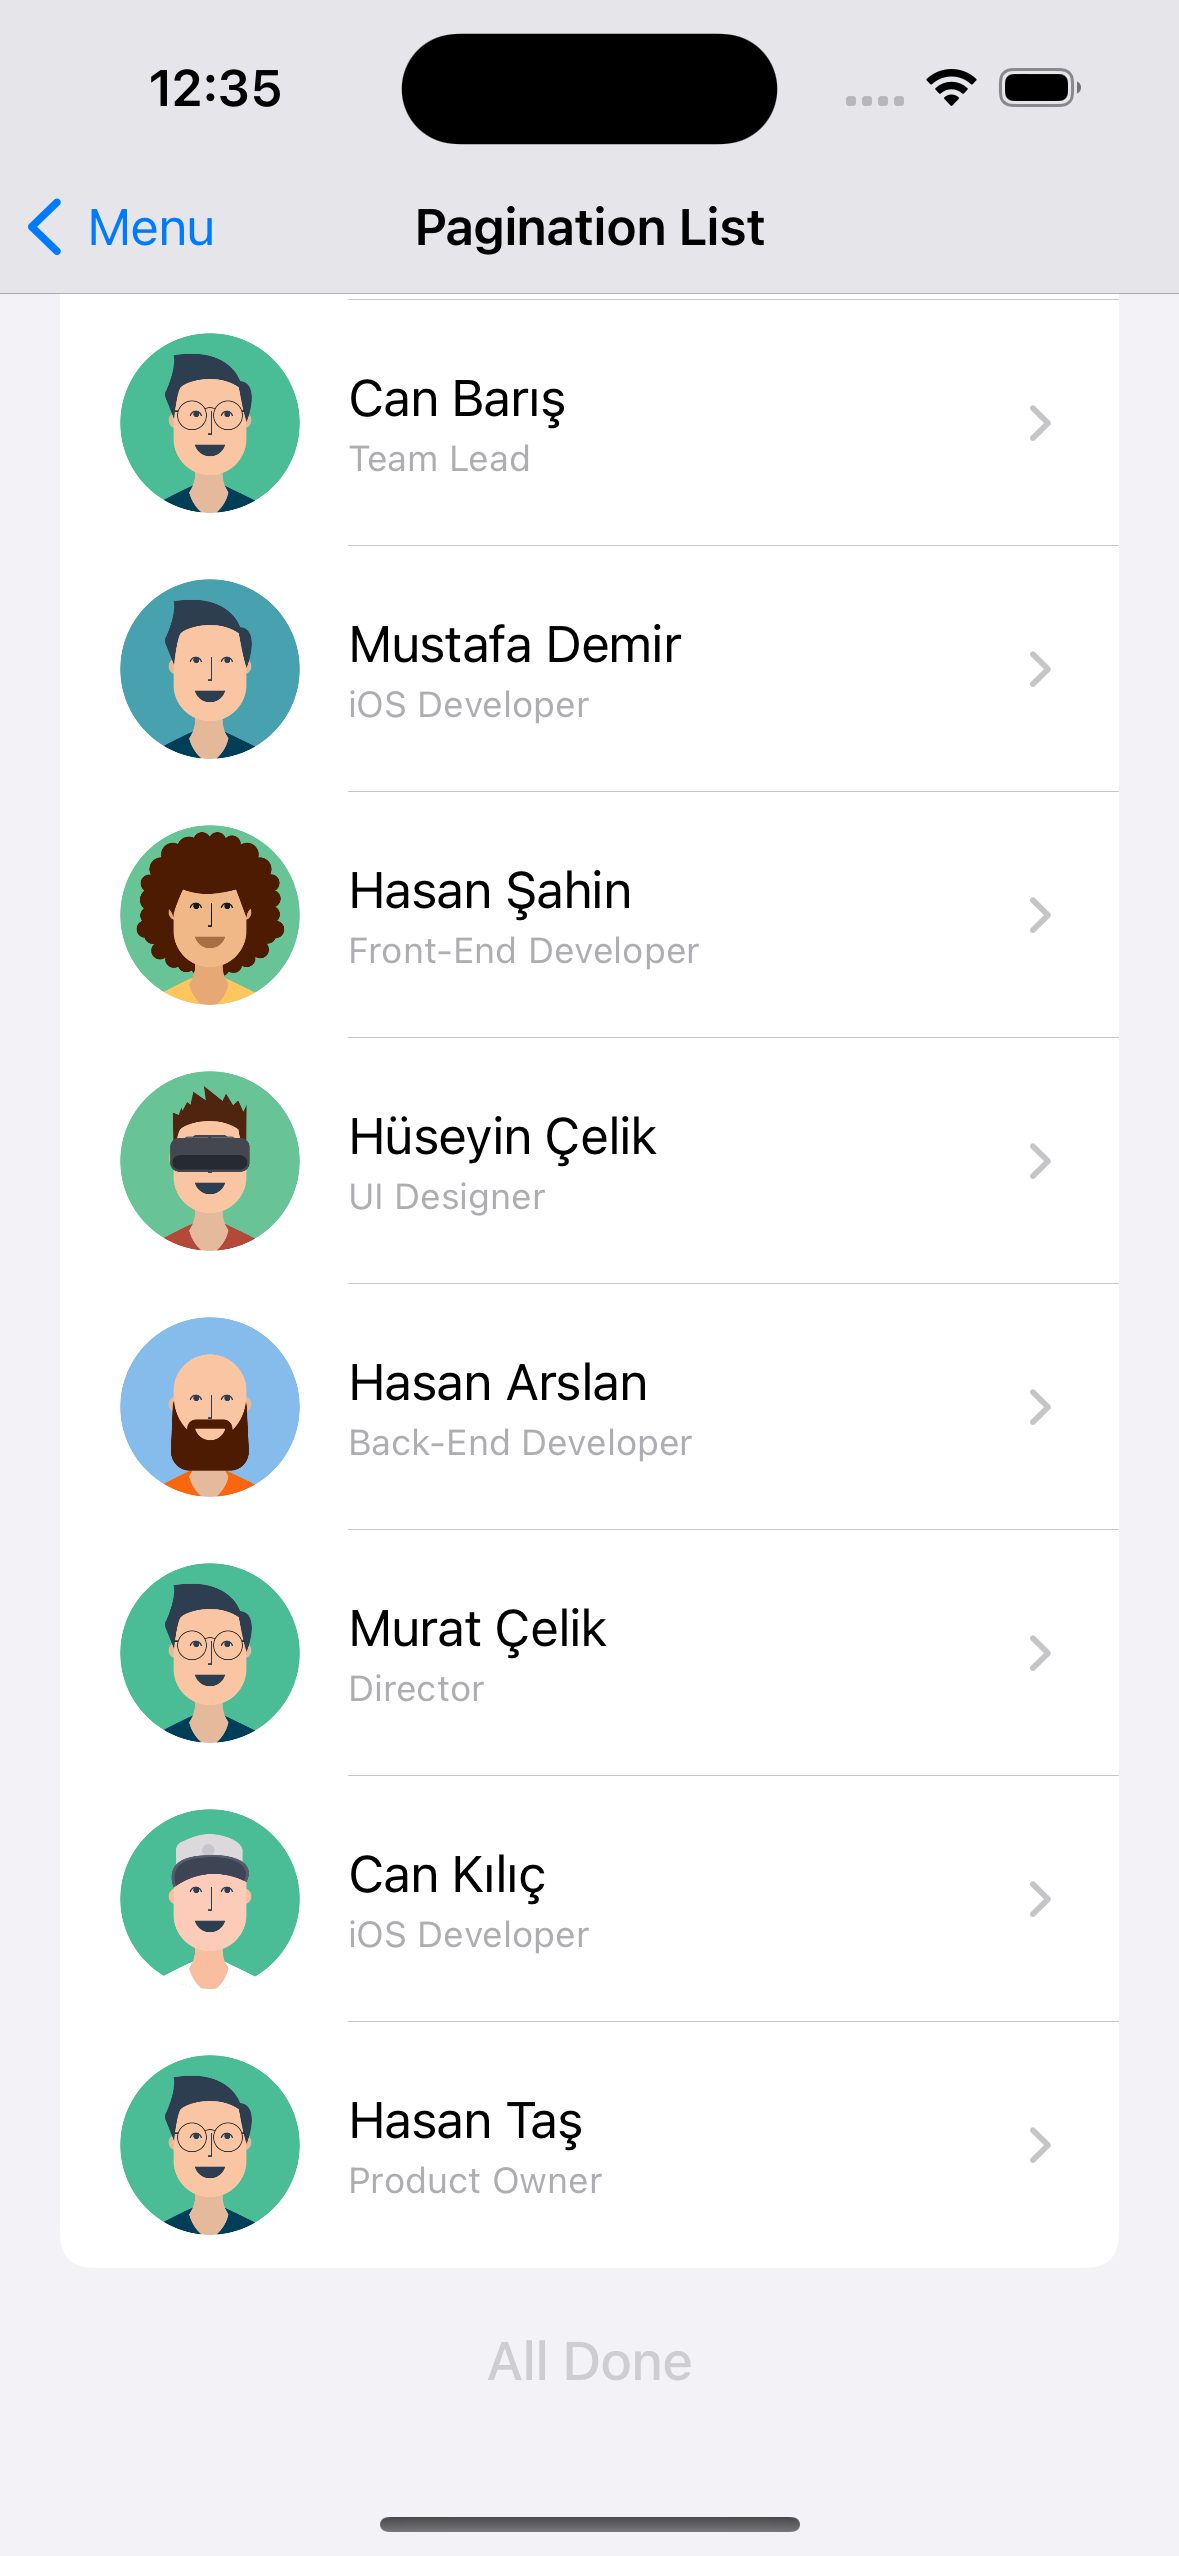 12:35
Menu
Pagination List
Can Barış
Team Lead
Mustafa Demir
iOS Developer
Hasan Şahin
Front-End Developer
Hüseyin Çelik
UI Designer
Hasan Arslan
Back-End Developer
Murat Çelik
Director
Can Kılıç
iOS Developer
Hasan Taş
Product Owner
All Done